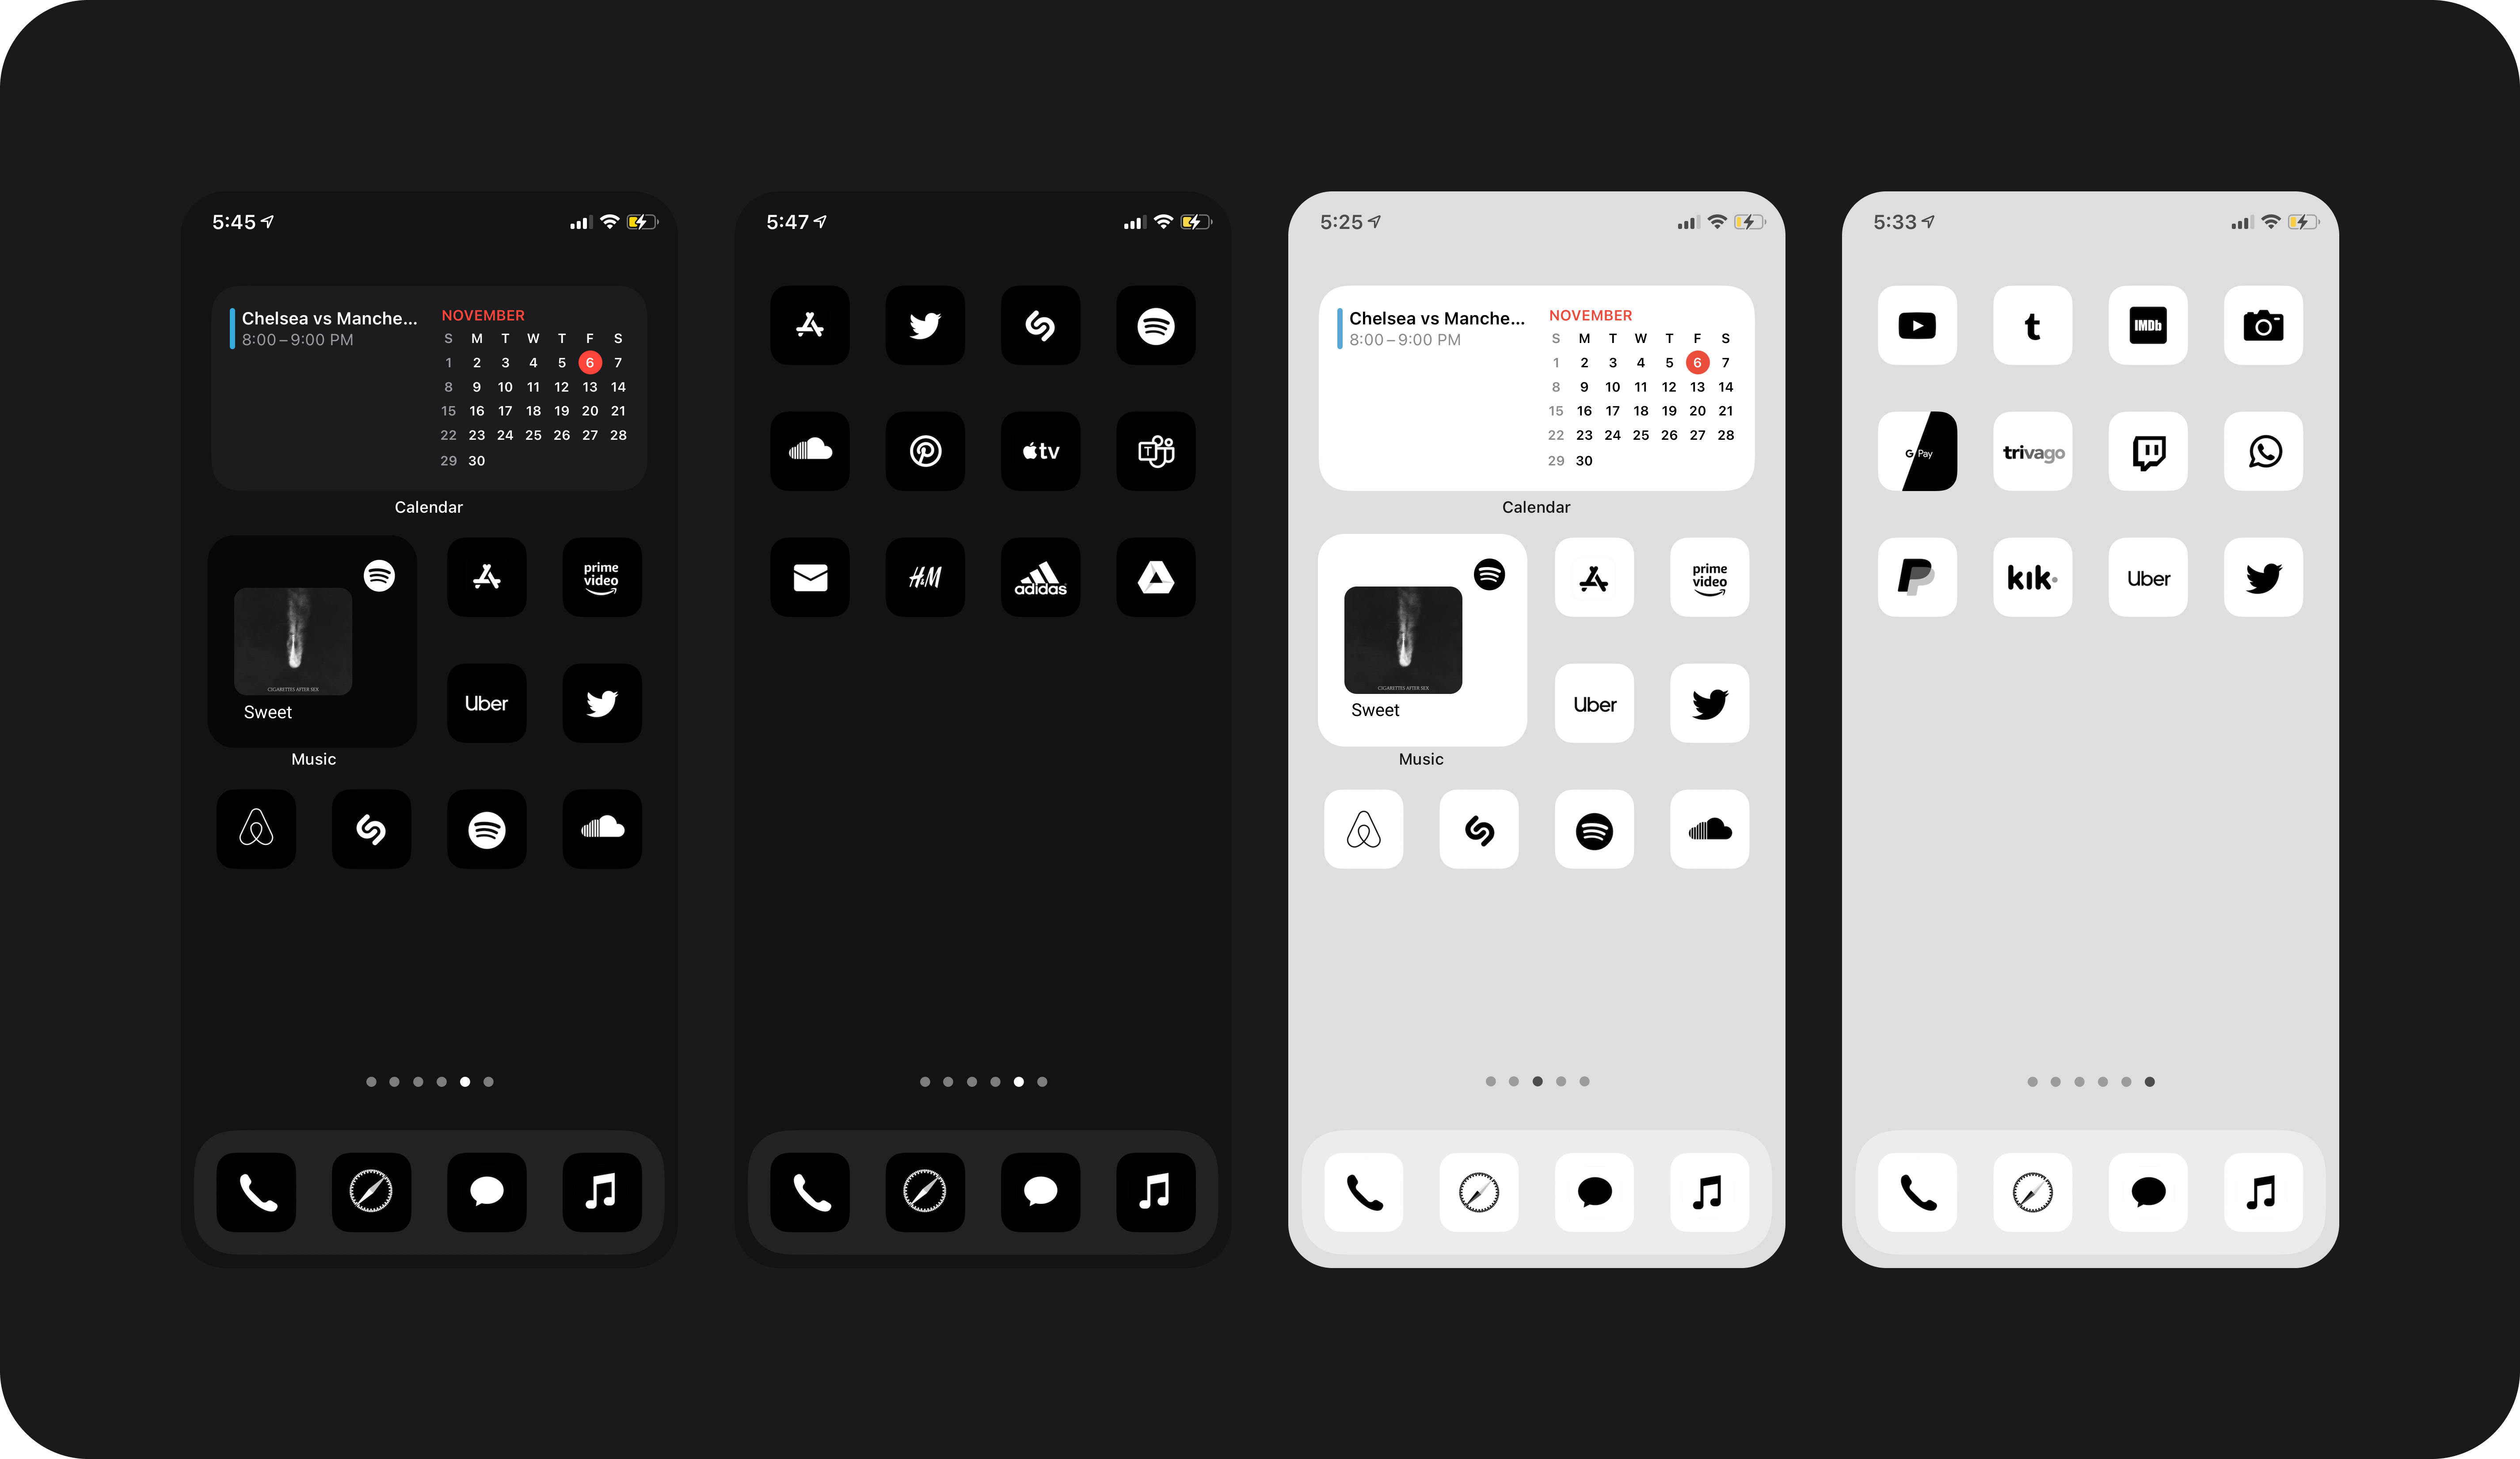 5:45
Chelsea vs Manche...
8:00–9:00 PM
NOVEMBER
S M T W T F S
1 2 3 4 5 6 7
8 9 10 11 12 13 14
15 16 17 18 19 20 21
22 23 24 25 26 27 28
29 30
Calendar
CIGARETTES AFTER SEX
Sweet
Music
prime
video
Uber
5:47
tv
T
H&M
adidas
5:25
Chelsea vs Manche...
8:00–9:00 PM
NOVEMBER
S M T W T F S
1 2 3 4 5 6 7
8 9 10 11 12 13 14
15 16 17 18 19 20 21
22 23 24 25 26 27 28
29 30
Calendar
CIGARETTES AFTER SEX
Sweet
Music
prime
video
Uber
5:33
t
IMDb
G Pay
trivago
kik
Uber